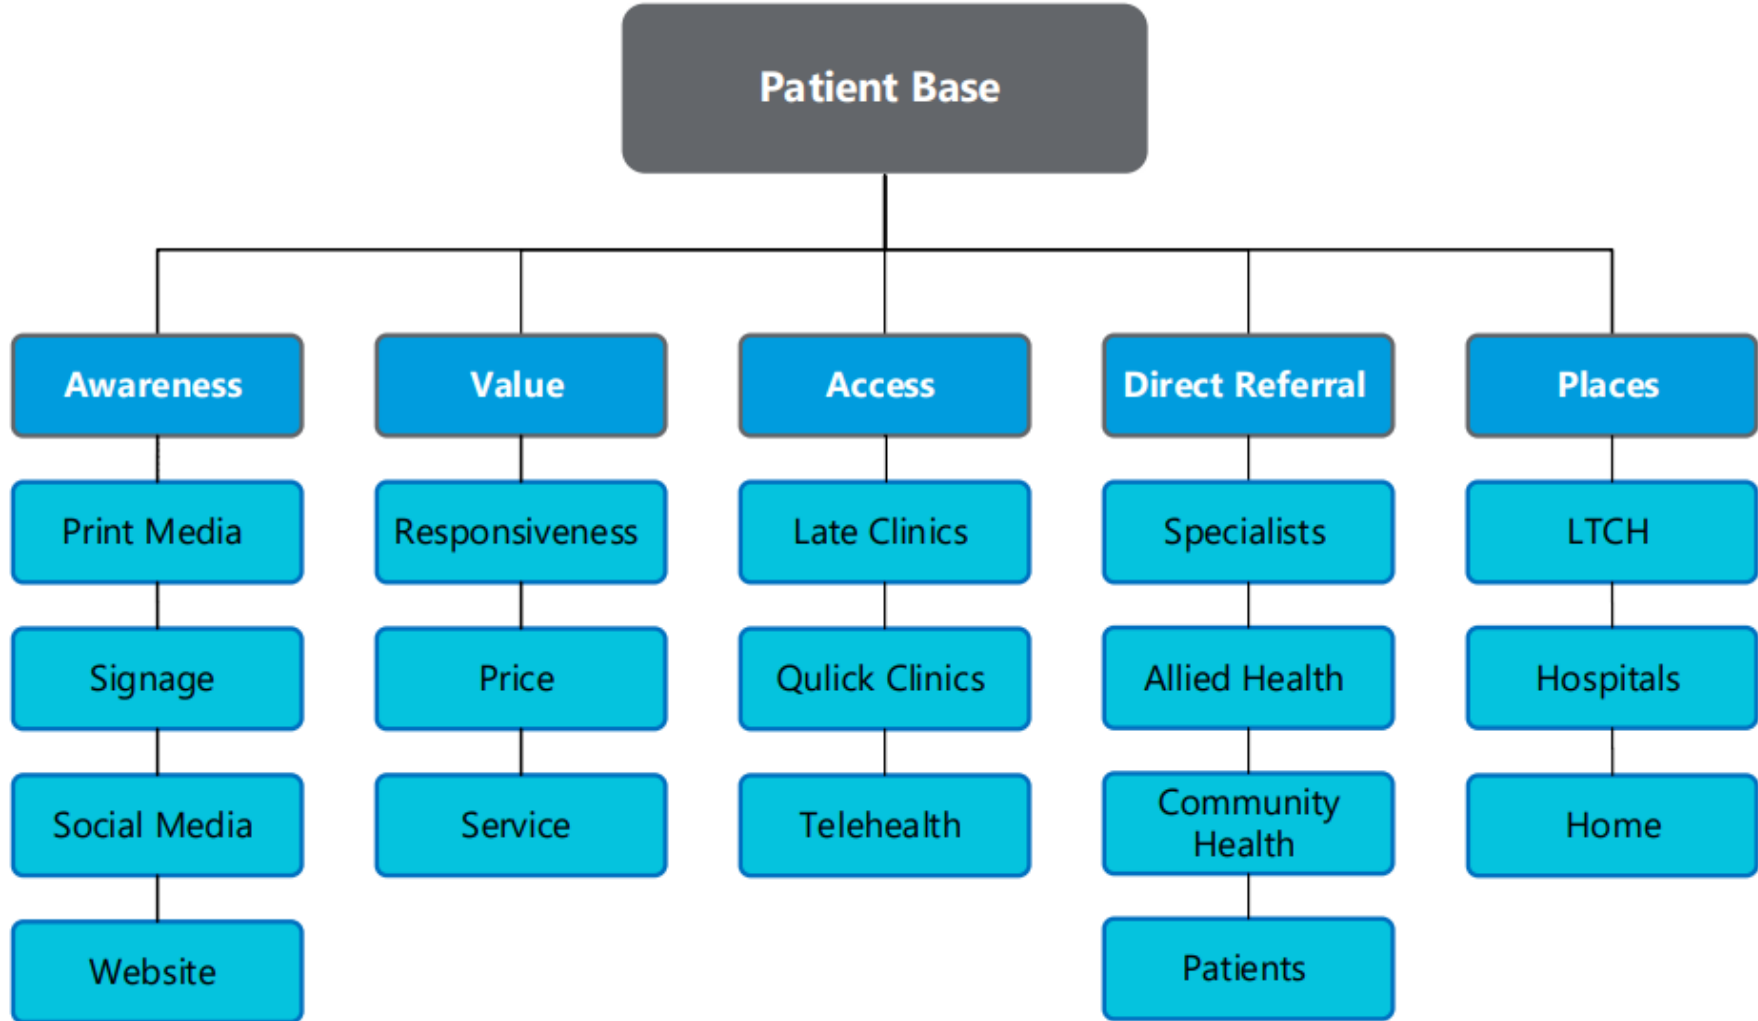 Patient Base
Awareness
Value
Access
Direct Referral
Places
Print Media
Responsiveness
Late Clinics
Specialists
LTCH
Signage
Price
Qulick Clinics
Allied Health
Hospitals
Social Media
Service
Telehealth
Community
Health
Home
Website
Patients